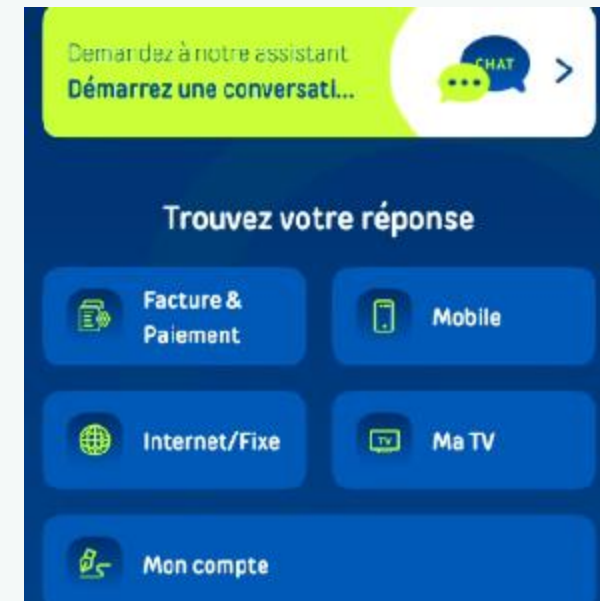 Demandez à notre assistant
Démarrez une conversati...
CHAT
Trouvez votre réponse
Facture &
Paiement
Mobile
Internet/Fixe
TV
Ma TV
Mon compte